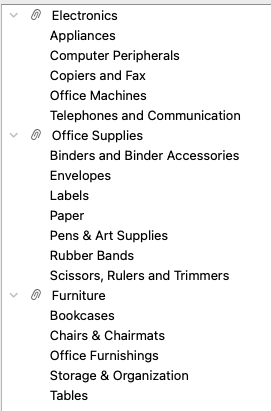 Electronics
Appliances
Computer Peripherals
Copiers and Fax
Office Machines
Telephones and Communication
Office Supplies
Binders and Binder Accessories
Envelopes
Labels
Paper
Pens & Art Supplies
Rubber Bands
Scissors, Rulers and Trimmers
Furniture
Bookcases
Chairs & Chairmats
Office Furnishings
Storage & Organization
Tables